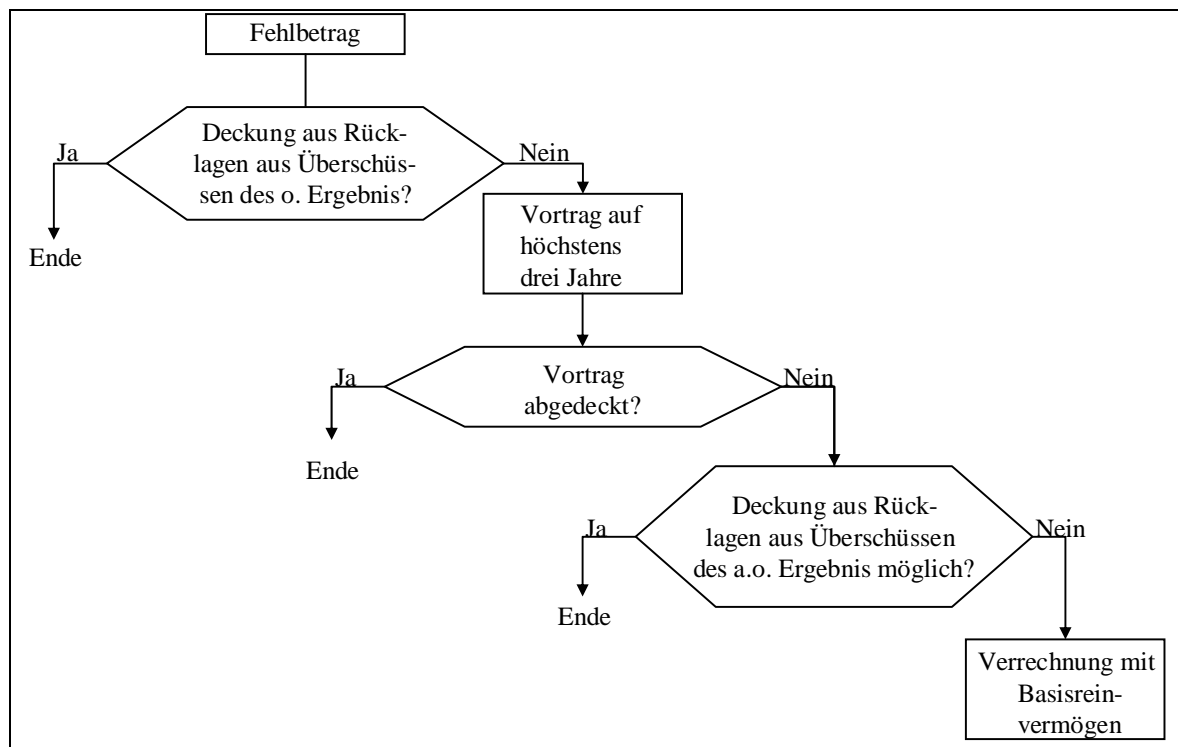 Fehlbetrag
Deckung aus Rück-
lagen aus Überschüs-
sen des o. Ergebnis?
Ja
Nein
Ende
Vortrag auf
höchstens
drei Jahre
Ja
Vortrag
abgedeckt?
Nein
Ende
Deckung aus Rück-
lagen aus Überschüssen
des a.o. Ergebnis möglich?
Ja
Nein
Ende
Verrechnung mit
Basisrein-
vermögen